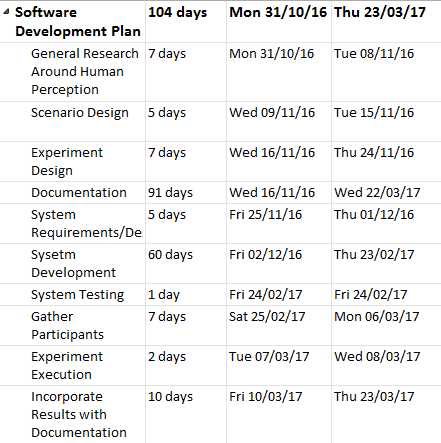 Software 104 days Mon 31/10/16 Thu 23/03/17
Development Plan
General Research 7 days Mon 31/10/16 Tue 08/11/16
Around Human
Perception
Scenario Design 5 days Wed 09/11/16 Tue 15/11/16
Experiment 7 days Wed 16/11/16 Thu 24/11/16
Design
Documentation 91 days Wed 16/11/16 Wed 22/03/17
System 5 days Fri 25/11/16 Thu 01/12/16
Requirements/De
Sysetm 60 days Fri 02/12/16 Thu 23/02/17
Development
System Testing 1 day Fri 24/02/17 Fri 24/02/17
Gather 7 days Sat 25/02/17 Mon 06/03/17
Participants
Experiment 2 days Tue 07/03/17 Wed 08/03/17
Execution
Incorporate 10 days Fri 10/03/17 Thu 23/03/17
Results with
Documentation